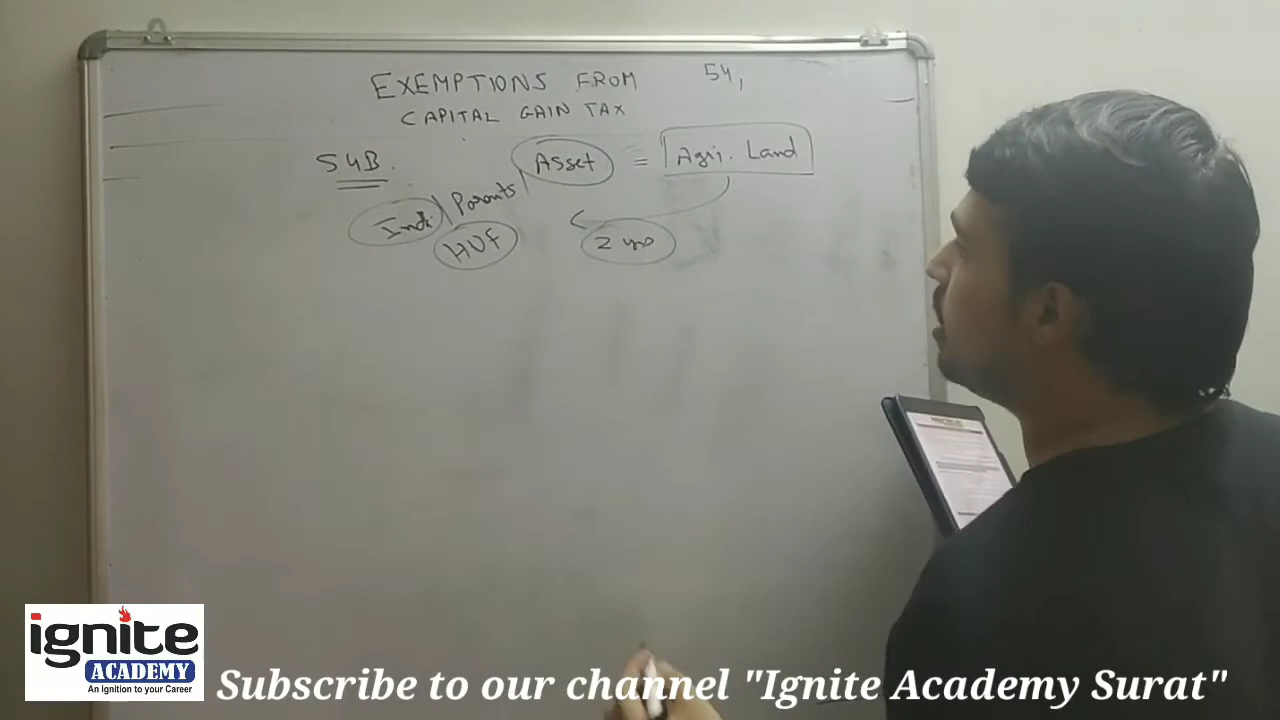 EXEMPTIONS FROM 54,
CAPITAL GAIN TAX
54B. Asset = Agri. Land
Indi / Parents /
HUF 2 yrs
ignite
ACADEMY
An Ignition to your Career
Subscribe to our channel "Ignite Academy Surat"